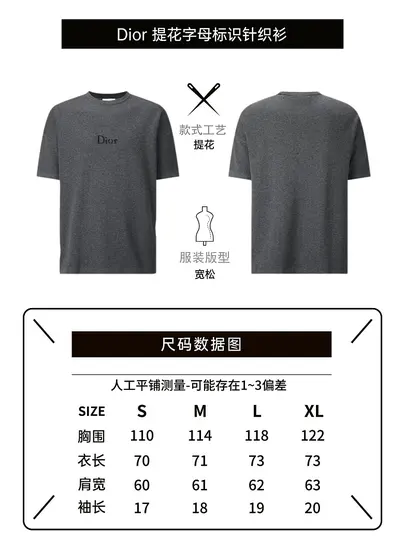 Dior 提花字母标识针织衫
Dior
款式工艺
提花
服装版型
宽松
尺码数据图
人工平铺测量-可能存在1~3偏差
SIZE S M L XL
胸围 110 114 118 122
衣长 70 71 73 73
肩宽 60 61 62 63
袖长 17 18 19 20